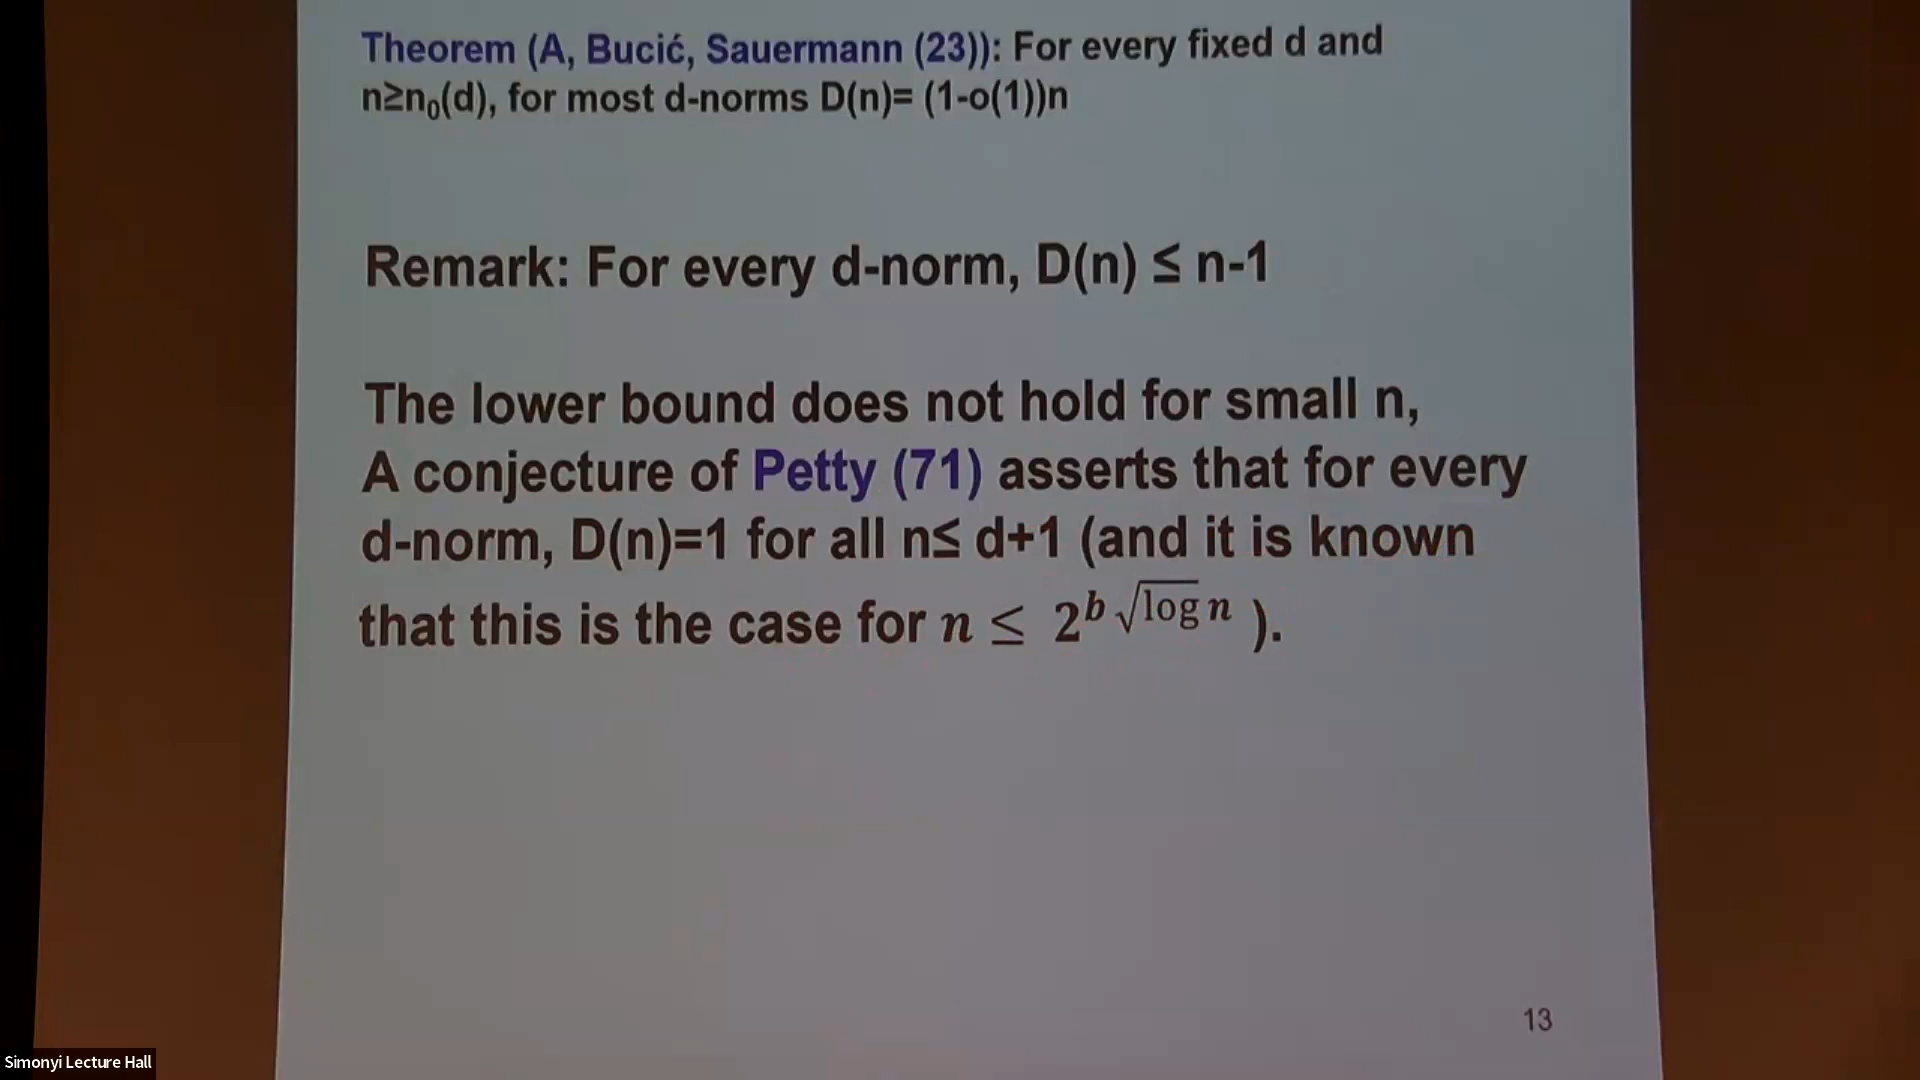 Theorem (A, Bucić, Sauermann (23)): For every fixed d and
n≥n₀(d), for most d-norms D(n)= (1-o(1))n
Remark: For every d-norm, D(n) ≤ n-1
The lower bound does not hold for small n,
A conjecture of Petty (71) asserts that for every
d-norm, D(n)=1 for all n≤ d+1 (and it is known
that this is the case for n ≤ 2^{b√log n} ).
13
Simonyi Lecture Hall